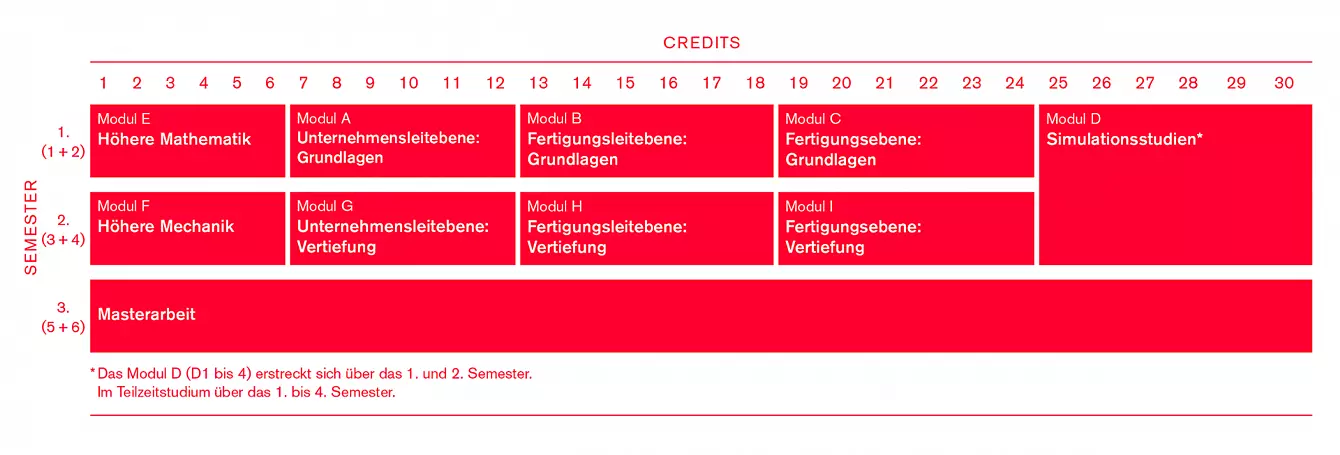 CREDITS
1 2 3 4 5 6 7 8 9 10 11 12 13 14 15 16 17 18 19 20 21 22 23 24 25 26 27 28 29 30
SEMESTER
1.
(1 + 2)
Modul E
Höhere Mathematik
Modul A
Unternehmensleitebene:
Grundlagen
Modul B
Fertigungsleitebene:
Grundlagen
Modul C
Fertigungsebene:
Grundlagen
Modul D
Simulationsstudien*
2.
(3 + 4)
Modul F
Höhere Mechanik
Modul G
Unternehmensleitebene:
Vertiefung
Modul H
Fertigungsleitebene:
Vertiefung
Modul I
Fertigungsebene:
Vertiefung
3.
(5 + 6)
Masterarbeit
* Das Modul D (D1 bis 4) erstreckt sich über das 1. und 2. Semester.
Im Teilzeitstudium über das 1. bis 4. Semester.